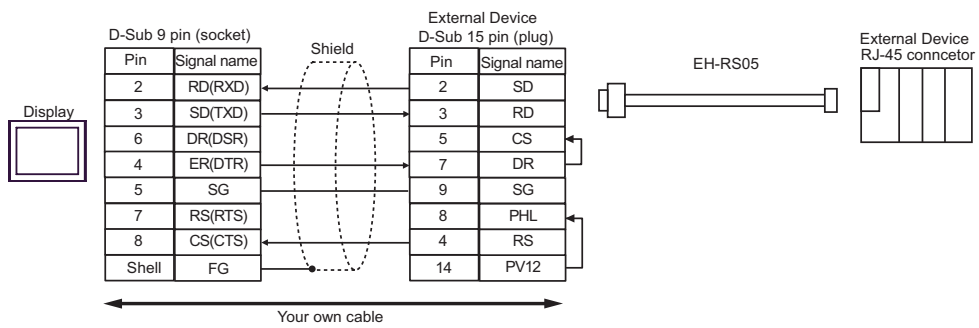 External Device
D-Sub 9 pin (socket) D-Sub 15 pin (plug)
Shield
Pin Signal name Pin Signal name
2 RD(RXD) 2 SD
3 SD(TXD) 3 RD
6 DR(DSR) 5 CS
4 ER(DTR) 7 DR
5 SG 9 SG
7 RS(RTS) 8 PHL
8 CS(CTS) 4 RS
Shell FG 14 PV12
Display
Your own cable
EH-RS05
External Device
RJ-45 conncetor